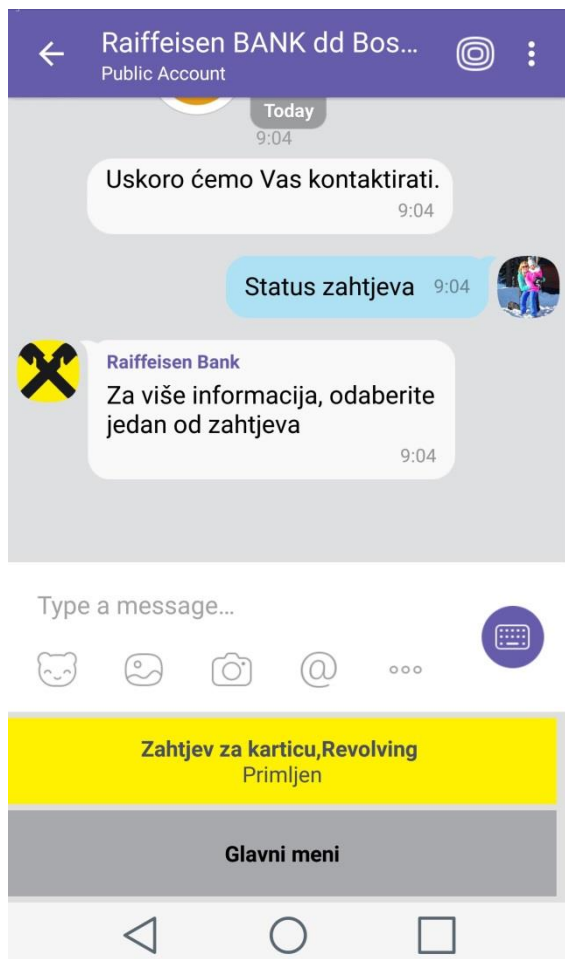 Raiffeisen BANK dd Bos...
Public Account
Today
9:04
Uskoro ćemo Vas kontaktirati.
9:04
Status zahtjeva 9:04
Raiffeisen Bank
Za više informacija, odaberite
jedan od zahtjeva
9:04
Type a message...
Zahtjev za karticu,Revolving
Primljen
Glavni meni